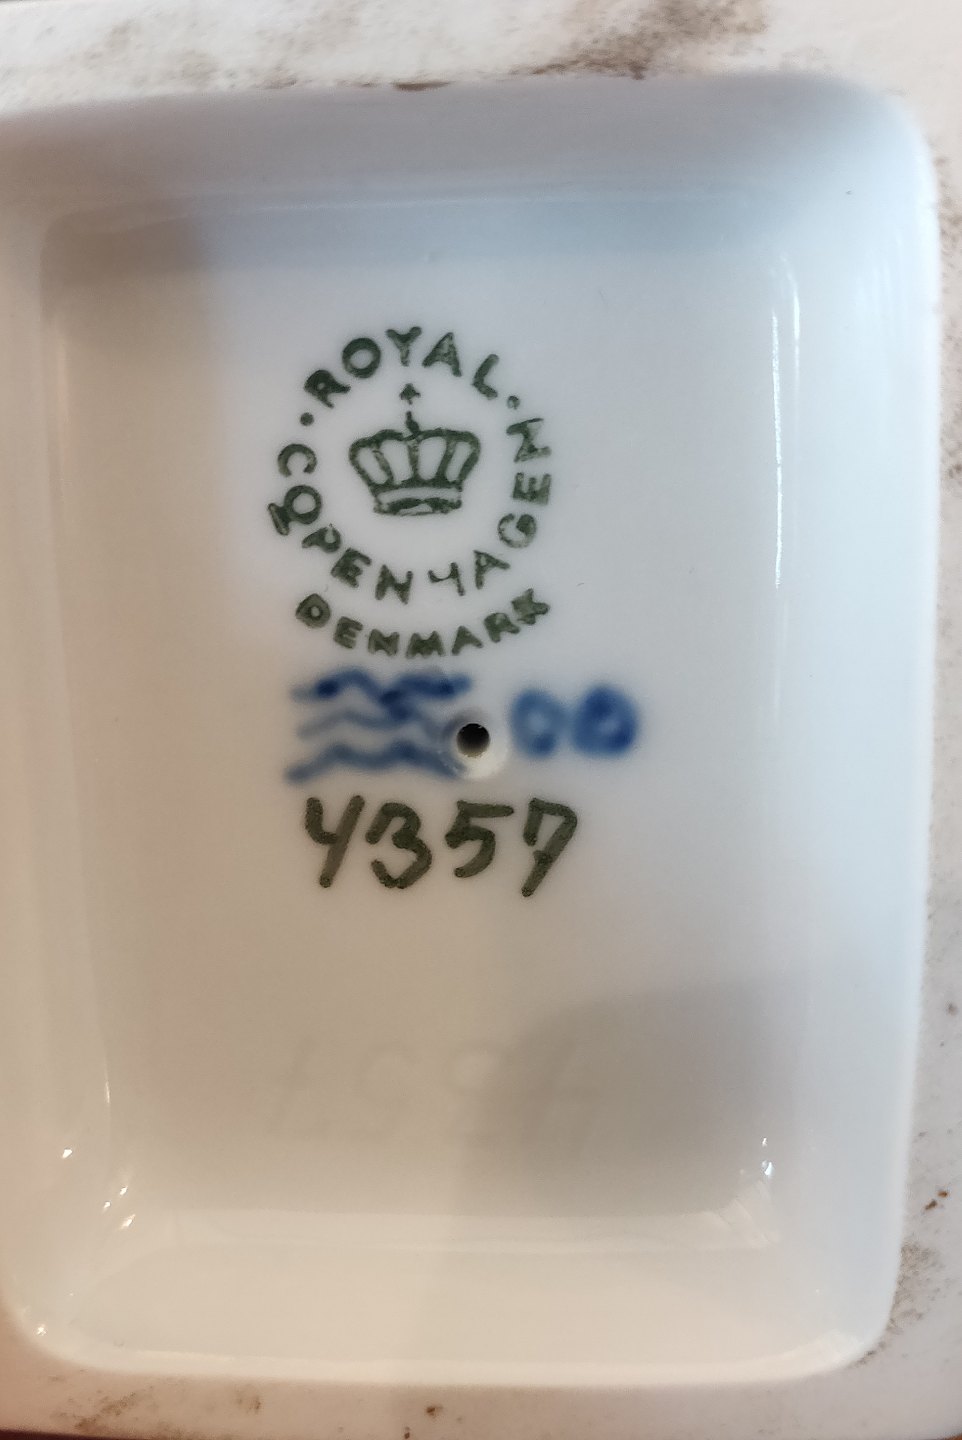 ROYAL
COPENHAGEN
DENMARK
4357